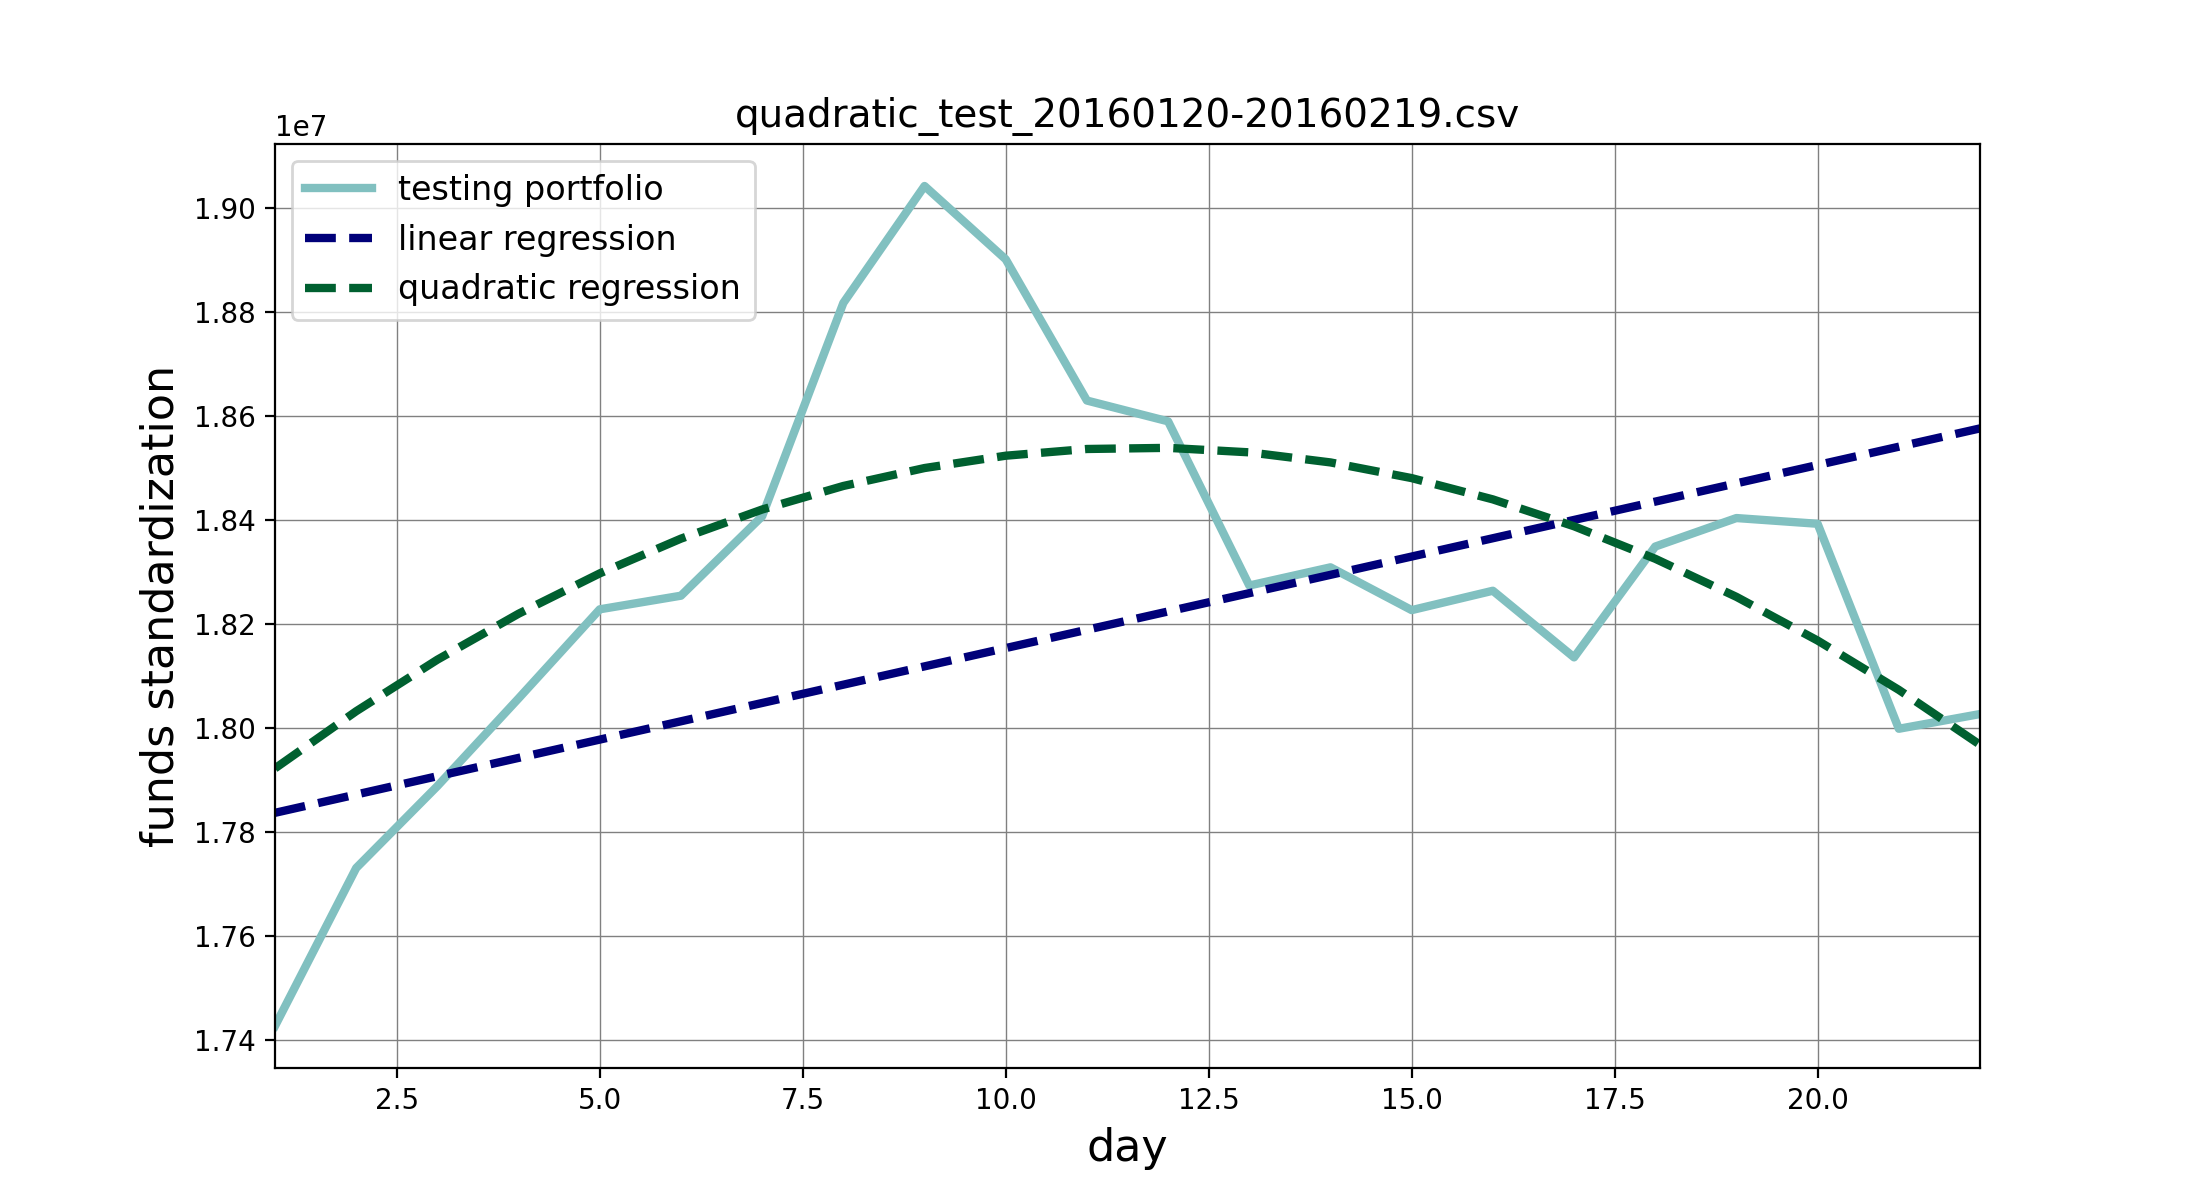 quadratic_test_20160120-20160219.csv
1e7
testing portfolio
linear regression
quadratic regression
1.90
1.88
1.86
1.84
1.82
1.80
1.78
1.76
1.74
funds standardization
2.5 5.0 7.5 10.0 12.5 15.0 17.5 20.0
day